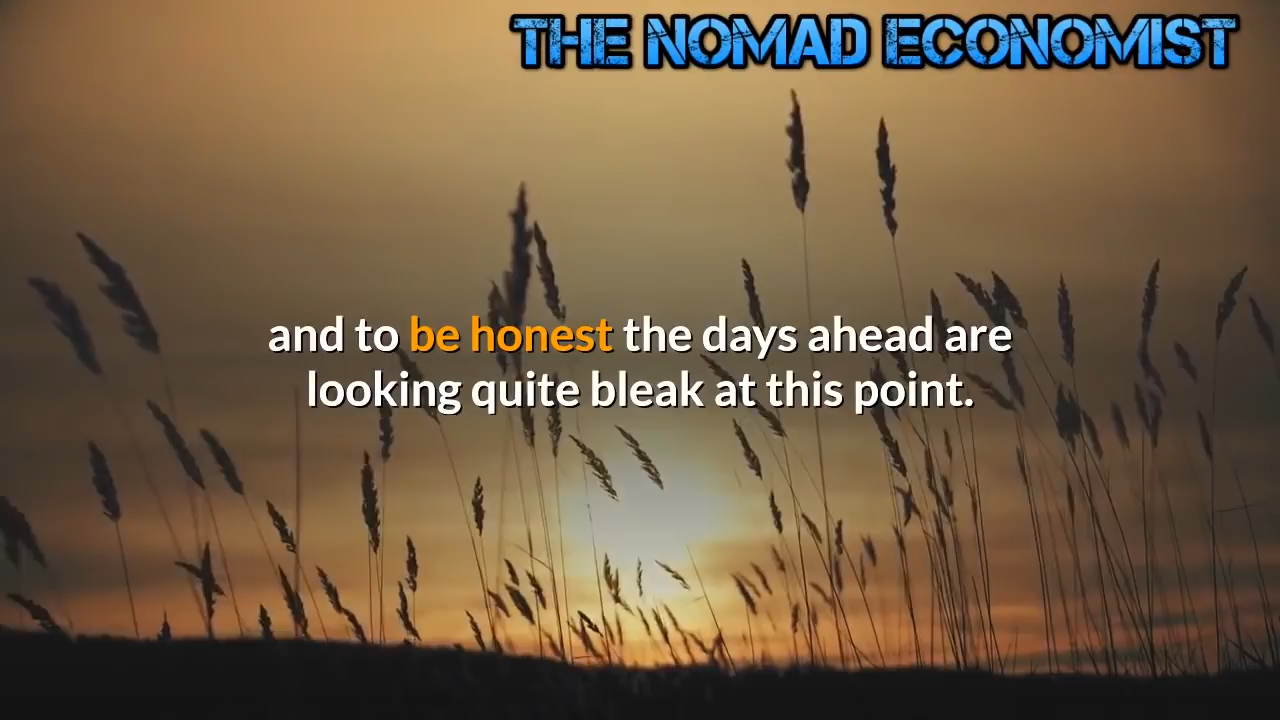 THE NOMAD ECONOMIST
and to be honest the days ahead are
looking quite bleak at this point.